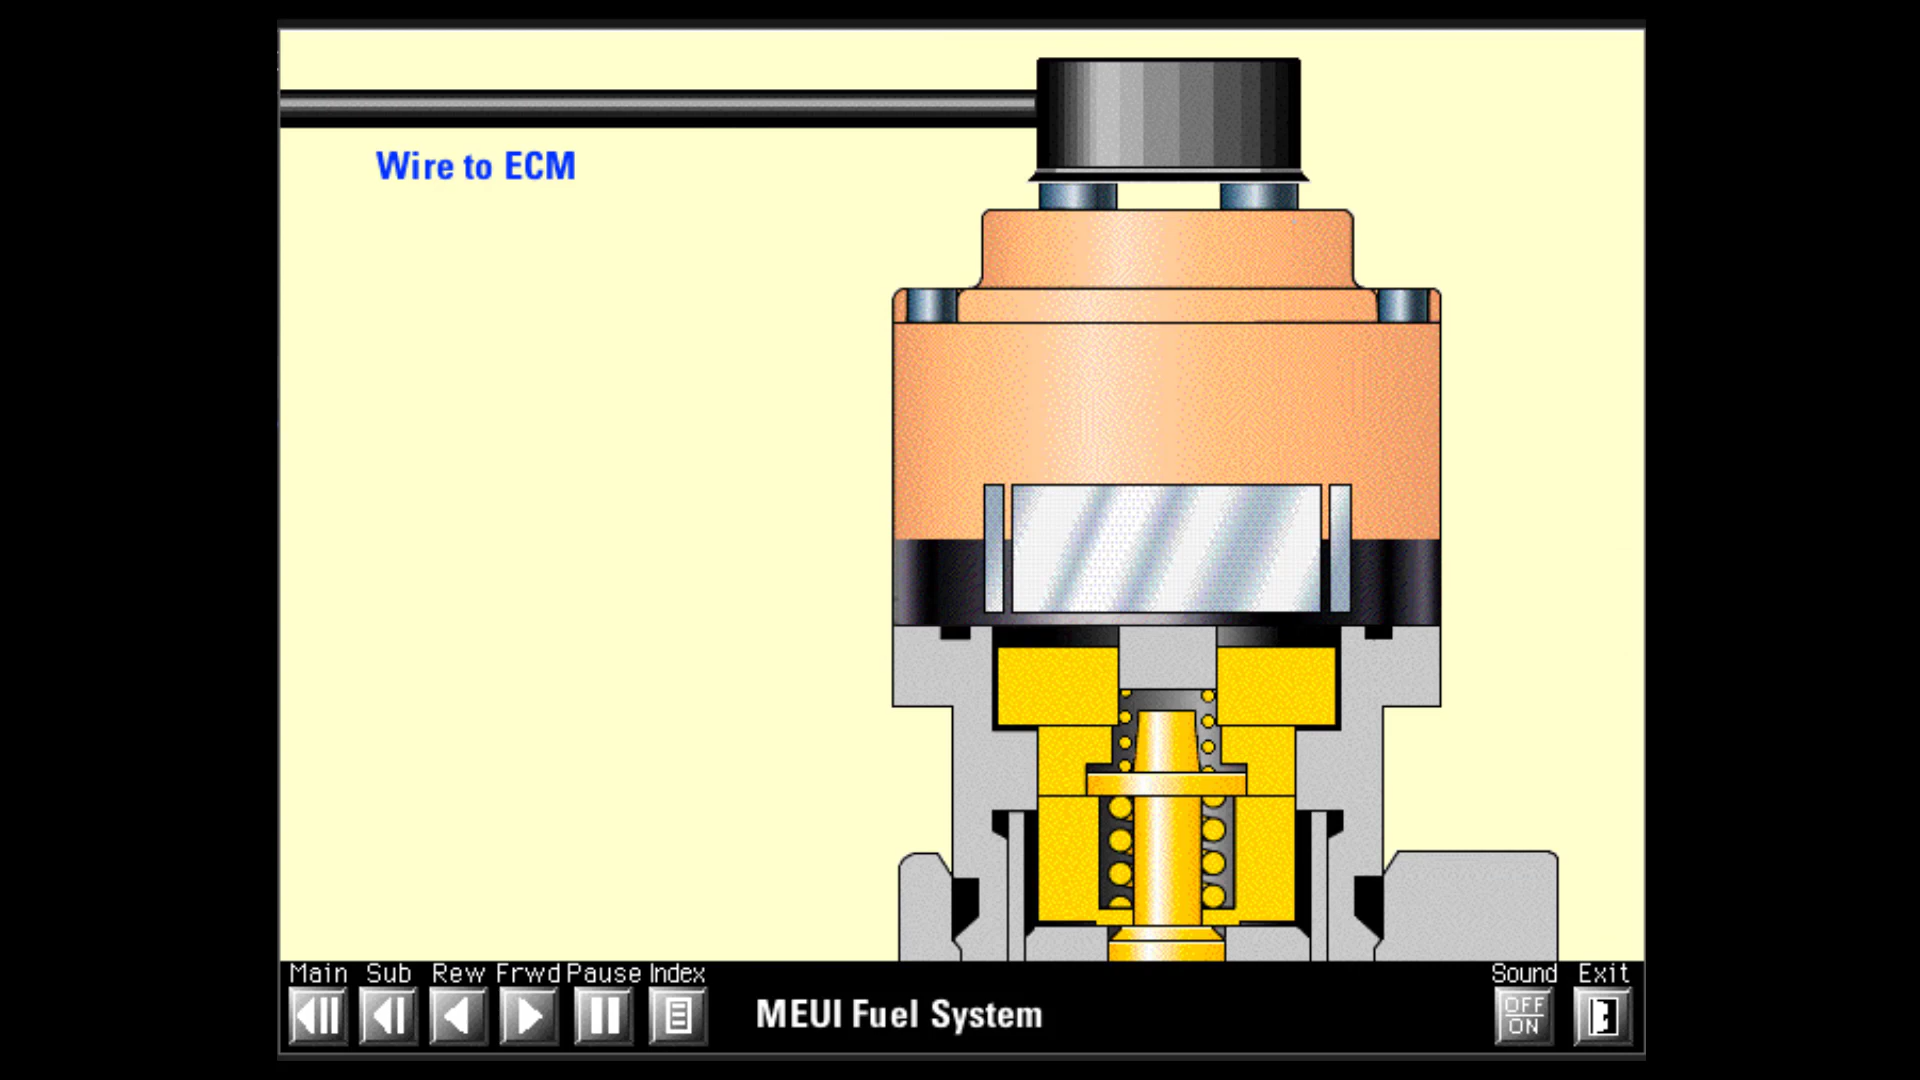 Wire to ECM
Main Sub Rew Frwd Pause Index
MEUI Fuel System
Sound Exit
OFF
ON